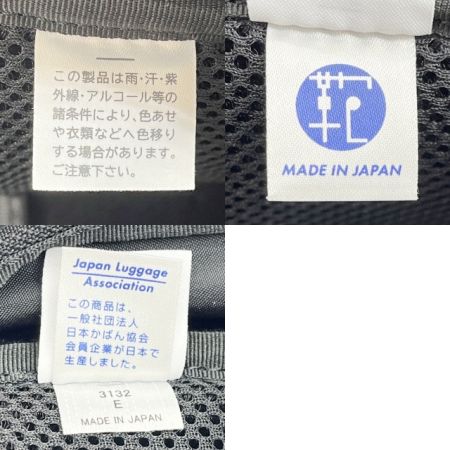 この製品は雨・汗・紫
外線・アルコール等の
諸条件により、色あせ
や衣類などへ色移り
する場合があります。
ご注意下さい。
MADE IN JAPAN
Japan Luggage
Association
この商品は、
一般社団法人
日本かばん協会
会員企業が日本で
生産しました。
3132
E
MADE IN JAPAN